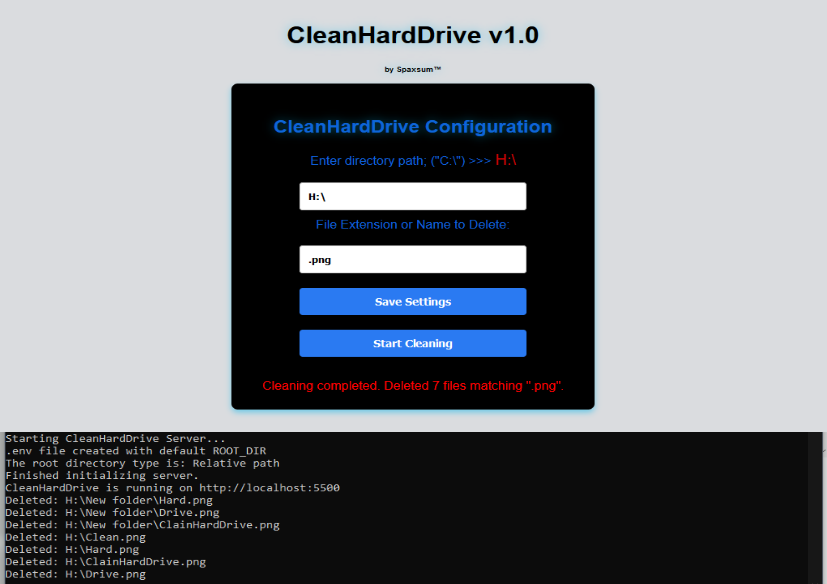 CleanHardDrive v1.0
by Spaxsum™
CleanHardDrive Configuration
Enter directory path; ("C:\") >>> H:\
H:\
File Extension or Name to Delete:
.png
Save Settings
Start Cleaning
Cleaning completed. Deleted 7 files matching ".png".
Starting CleanHardDrive Server...
.env file created with default ROOT_DIR
The root directory type is: Relative path
Finished initializing server.
CleanHardDrive is running on http://localhost:5500
Deleted: H:\New folder\Hard.png
Deleted: H:\New folder\Drive.png
Deleted: H:\New folder\ClainHardDrive.png
Deleted: H:\Clean.png
Deleted: H:\Hard.png
Deleted: H:\ClainHardDrive.png
Deleted: H:\Drive.png